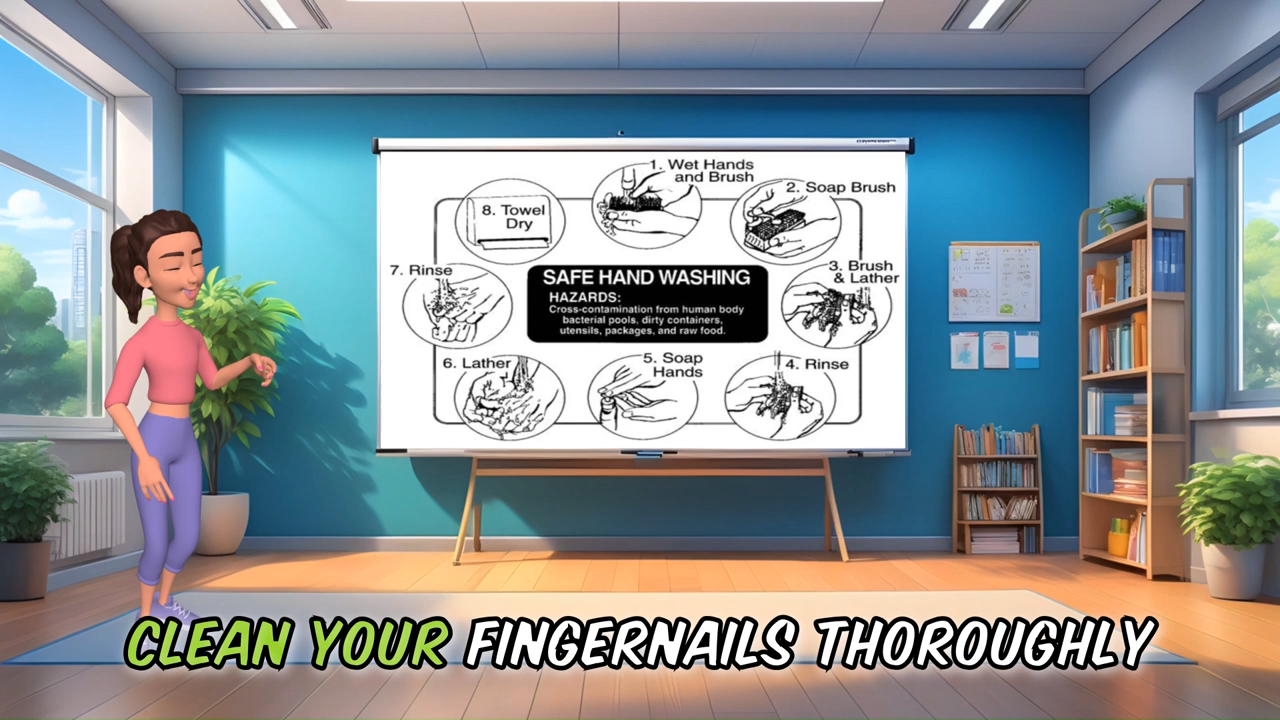 1. Wet Hands
and Brush
2. Soap Brush
3. Brush
& Lather
4. Rinse
5. Soap
Hands
6. Lather
7. Rinse
8. Towel
Dry
SAFE HAND WASHING
HAZARDS:
Cross-contamination from human body
bacterial pools, dirty containers,
utensils, packages, and raw food.
CLEAN YOUR FINGERNAILS THOROUGHLY